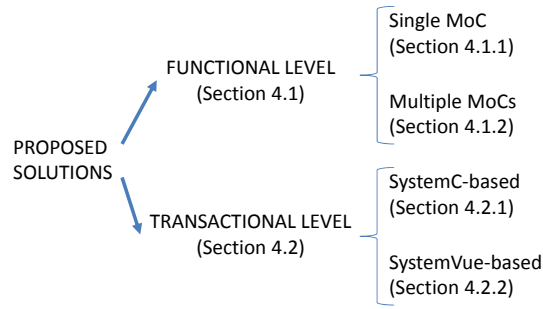 PROPOSED
SOLUTIONS
FUNCTIONAL LEVEL
(Section 4.1)
Single MoC
(Section 4.1.1)
Multiple MoCs
(Section 4.1.2)
TRANSACTIONAL LEVEL
(Section 4.2)
SystemC-based
(Section 4.2.1)
SystemVue-based
(Section 4.2.2)